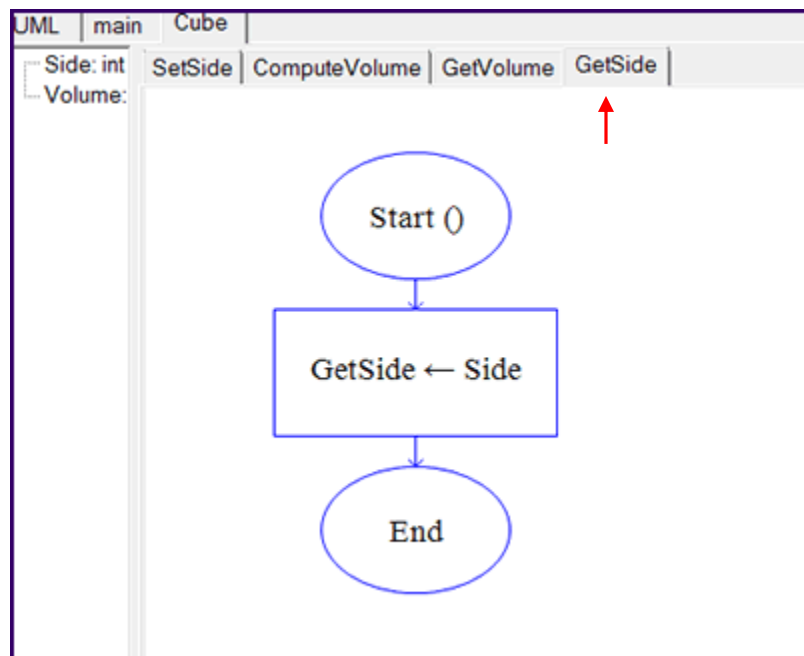 UML main Cube
Side: int
Volume:
SetSide ComputeVolume GetVolume GetSide
Start ()
GetSide ← Side
End